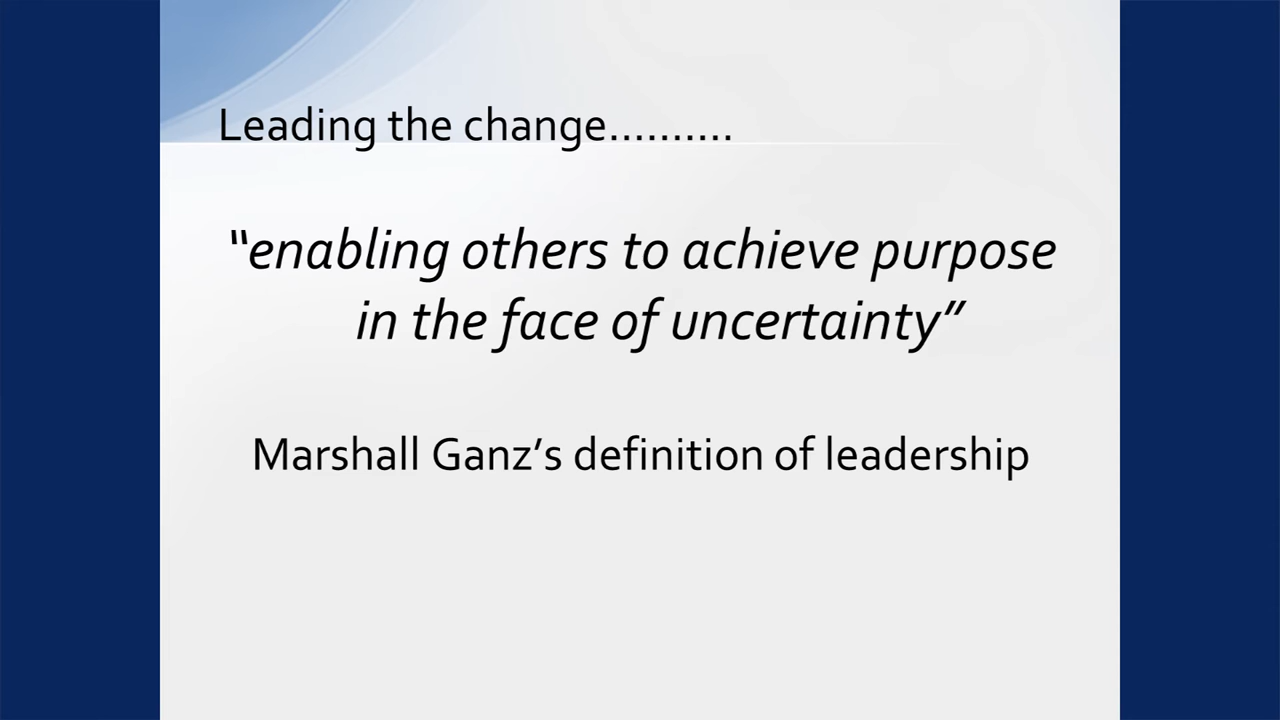 Leading the change..........
“enabling others to achieve purpose
in the face of uncertainty”
Marshall Ganz’s definition of leadership